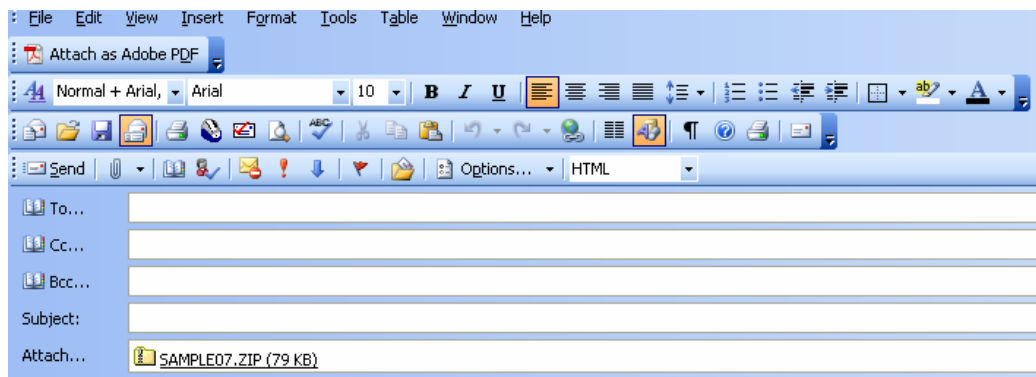 File Edit View Insert Format Tools Table Window Help
Attach as Adobe PDF
Normal + Arial, Arial 10 B I U A
ABC
Send Options... HTML
To...
Cc...
Bcc...
Subject:
Attach... SAMPLE07.ZIP (79 KB)